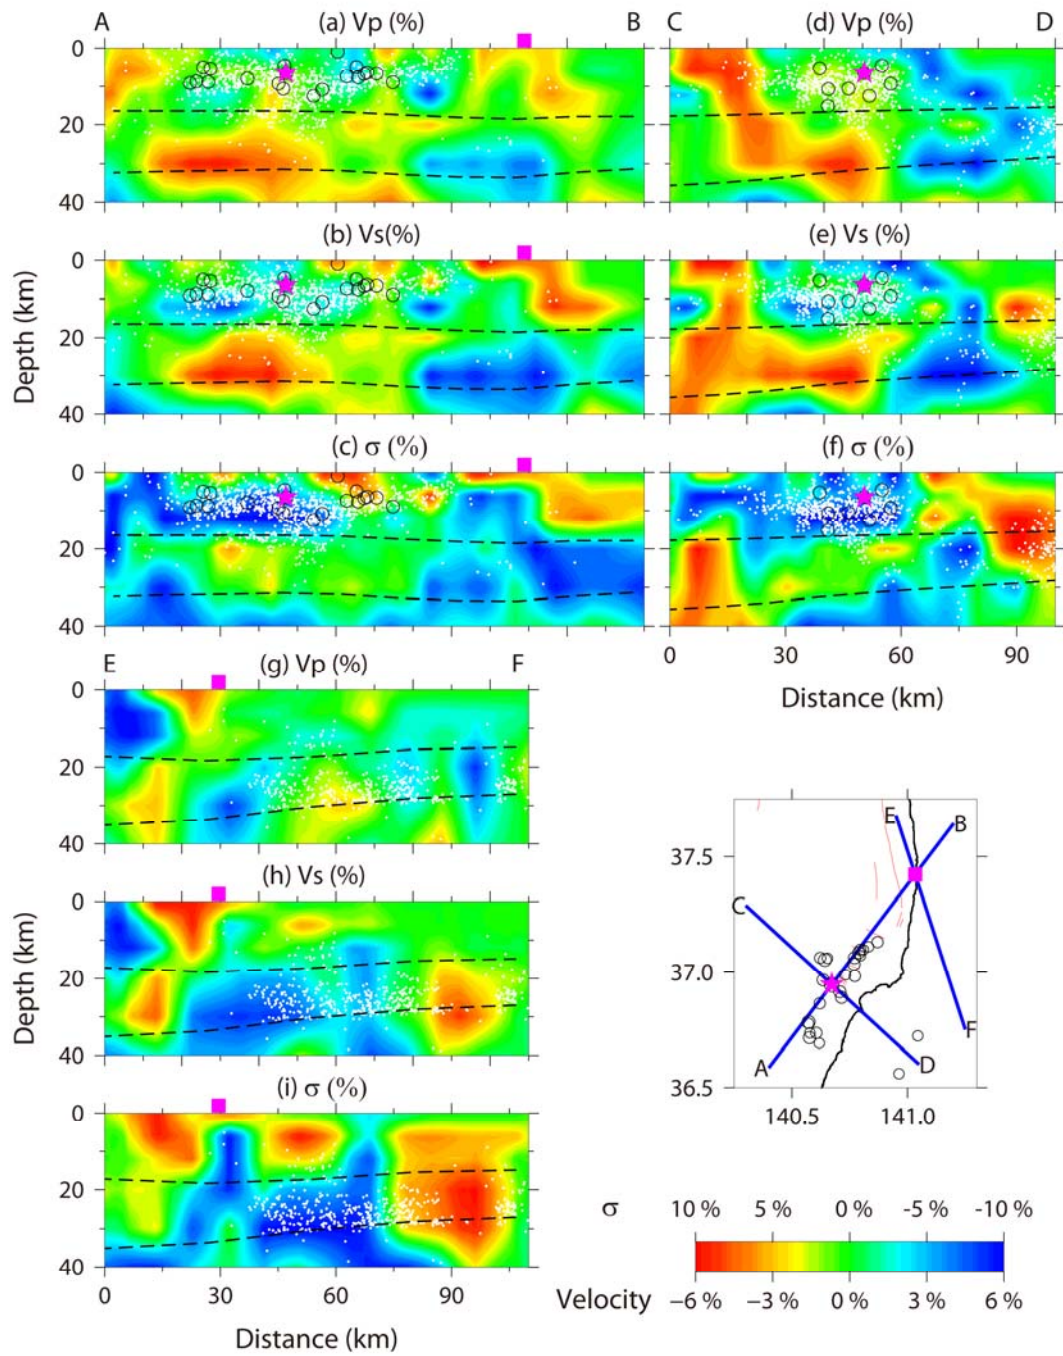 A (a) Vp (%) B C (d) Vp (%) D
0
20
40
(b) Vs(%) (e) Vs (%)
0
20
40
Depth (km)
(c) σ (%) (f) σ (%)
0
20
40
0 30 60 90
Distance (km)
E (g) Vp (%) F
0
20
40
(h) Vs (%)
0
20
40
Depth (km)
(i) σ (%)
0
20
40
0 30 60 90
Distance (km)
E B
37.5
C
37.0
A D F
36.5
140.5 141.0
σ 10 % 5 % 0 % -5 % -10 %
Velocity −6 % −3 % 0 % 3 % 6 %